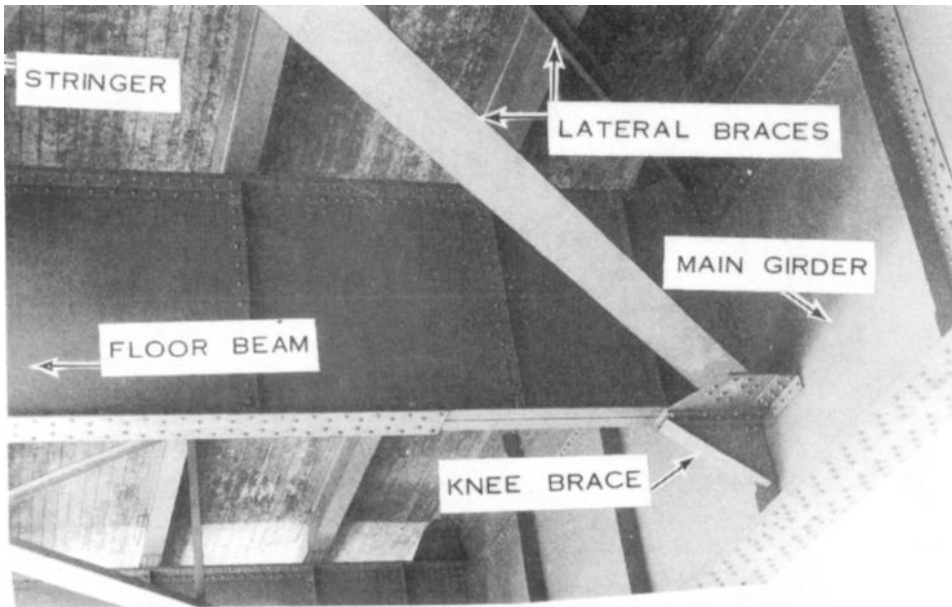 STRINGER
LATERAL BRACES
MAIN GIRDER
FLOOR BEAM
KNEE BRACE